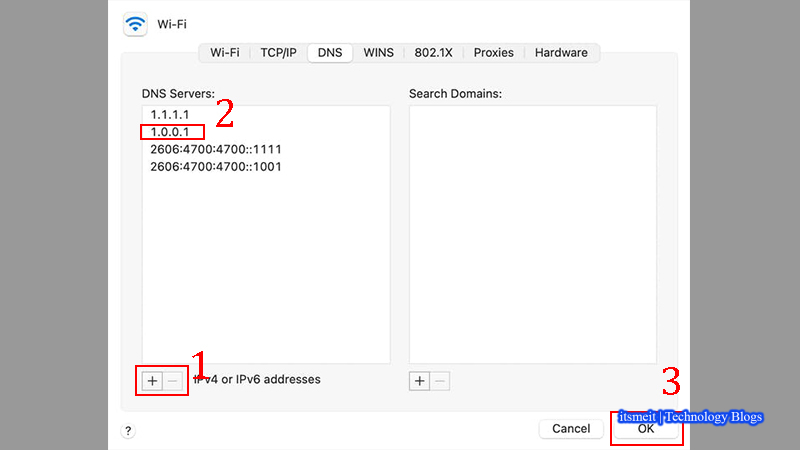 Wi-Fi
Wi-Fi TCP/IP DNS WINS 802.1X Proxies Hardware
DNS Servers: Search Domains:
1.1.1.1
2
1.0.0.1
2606:4700:4700::1111
2606:4700:4700::1001
1
+ − IPv4 or IPv6 addresses + −
3
itsmeit | Technology Blogs
? Cancel OK